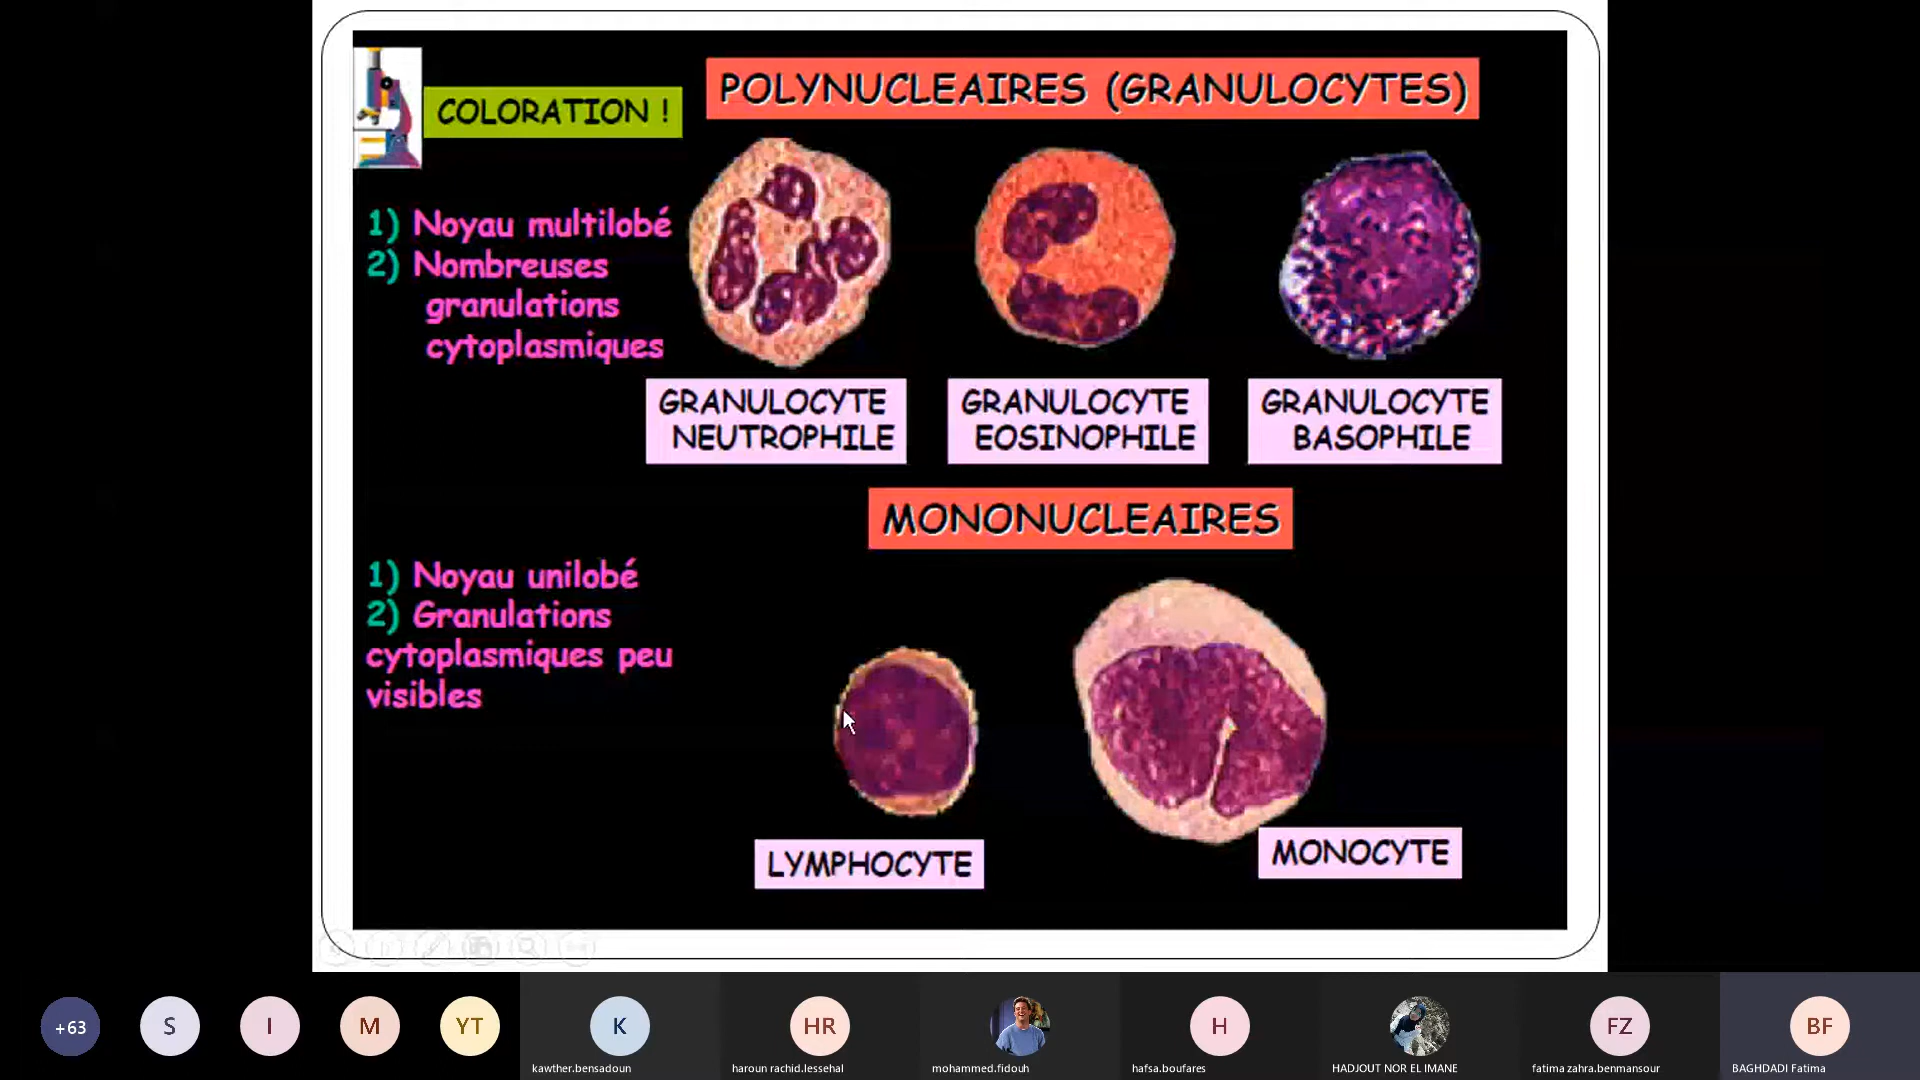 COLORATION !
POLYNUCLEAIRES (GRANULOCYTES)
1) Noyau multilobé
2) Nombreuses
granulations
cytoplasmiques
GRANULOCYTE
NEUTROPHILE
GRANULOCYTE
EOSINOPHILE
GRANULOCYTE
BASOPHILE
MONONUCLEAIRES
1) Noyau unilobé
2) Granulations
cytoplasmiques peu
visibles
LYMPHOCYTE
MONOCYTE
+63
S
I
M
YT
K
kawther.bensadoun
HR
haroun rachid.lessehal
mohammed.fidouh
H
hafsa.boufares
HADJOUT NOR EL IMANE
FZ
fatima zahra.benmansour
BF
BAGHDADI Fatima